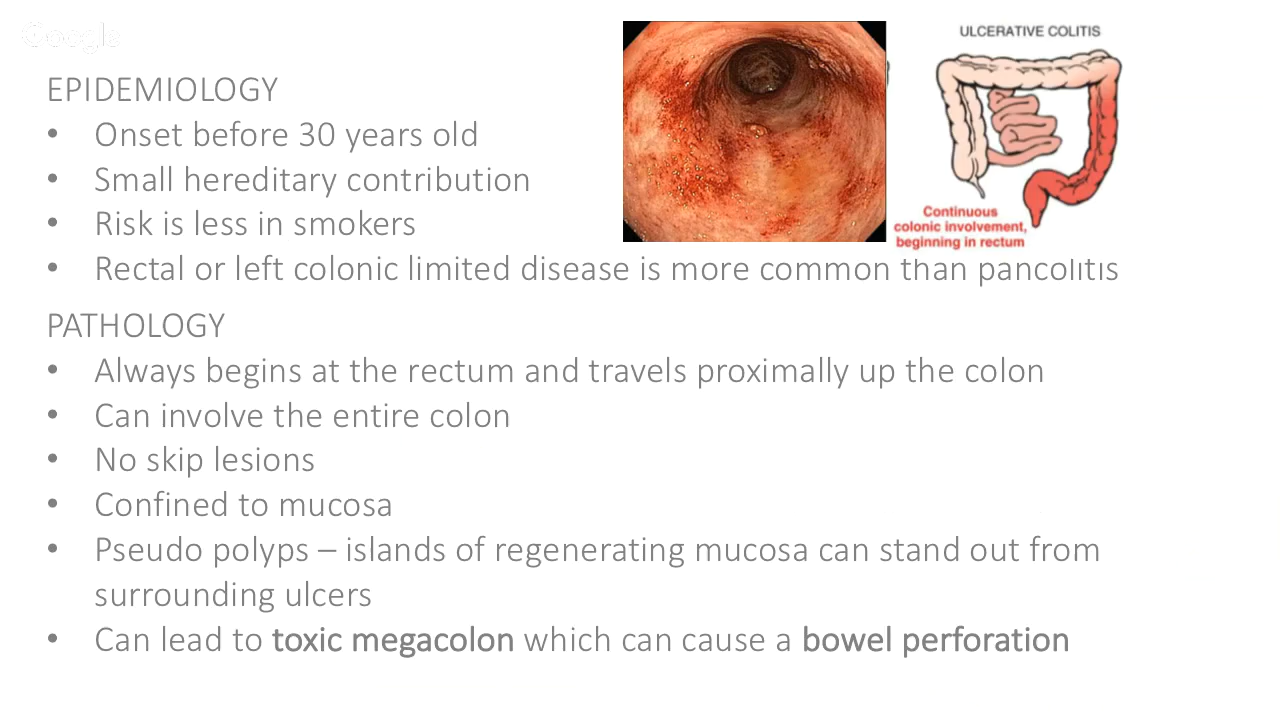 Google
ULCERATIVE COLITIS
EPIDEMIOLOGY
• Onset before 30 years old
• Small hereditary contribution
• Risk is less in smokers
Continuous
colonic involvement,
beginning in rectum
• Rectal or left colonic limited disease is more common than pancolitis
PATHOLOGY
• Always begins at the rectum and travels proximally up the colon
• Can involve the entire colon
• No skip lesions
• Confined to mucosa
• Pseudo polyps – islands of regenerating mucosa can stand out from
surrounding ulcers
• Can lead to toxic megacolon which can cause a bowel perforation